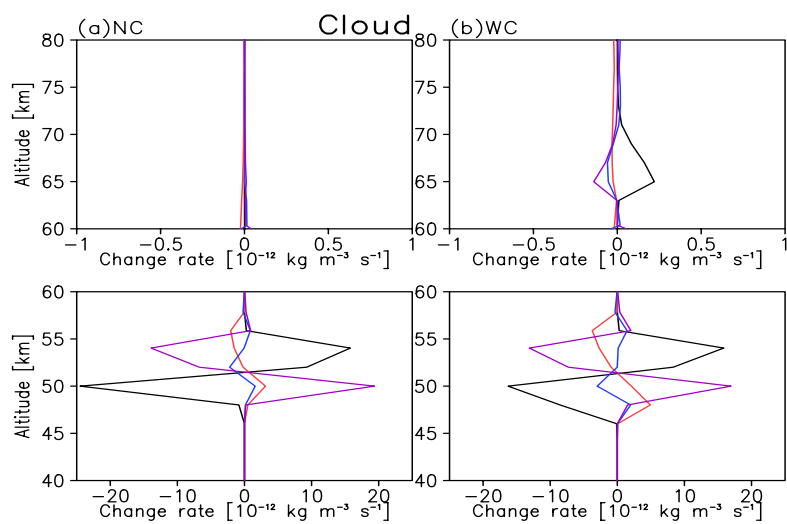 (a)NC Cloud (b)WC
80 80
75 75
70 70
65 65
60 60
Altitude [km] Altitude [km]
-1 -0.5 0 0.5 1 -1 -0.5 0 0.5 1
Change rate [10⁻¹² kg m⁻³ s⁻¹] Change rate [10⁻¹² kg m⁻³ s⁻¹]
60 60
55 55
50 50
45 45
40 40
Altitude [km] Altitude [km]
-20 -10 0 10 20 -20 -10 0 10 20
Change rate [10⁻¹² kg m⁻³ s⁻¹] Change rate [10⁻¹² kg m⁻³ s⁻¹]